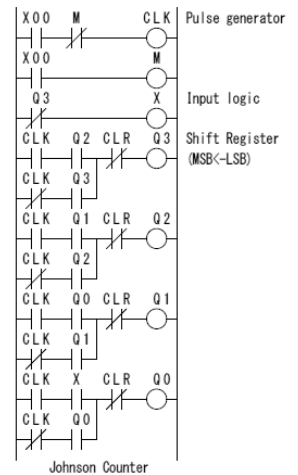 X00 M CLK Pulse generator
X00 M
Q3 X Input logic
CLK Q2 CLR Q3 Shift Register
CLK Q3 (MSB<-LSB)
CLK Q1 CLR Q2
CLK Q2
CLK Q0 CLR Q1
CLK Q1
CLK X CLR Q0
CLK Q0
Johnson Counter